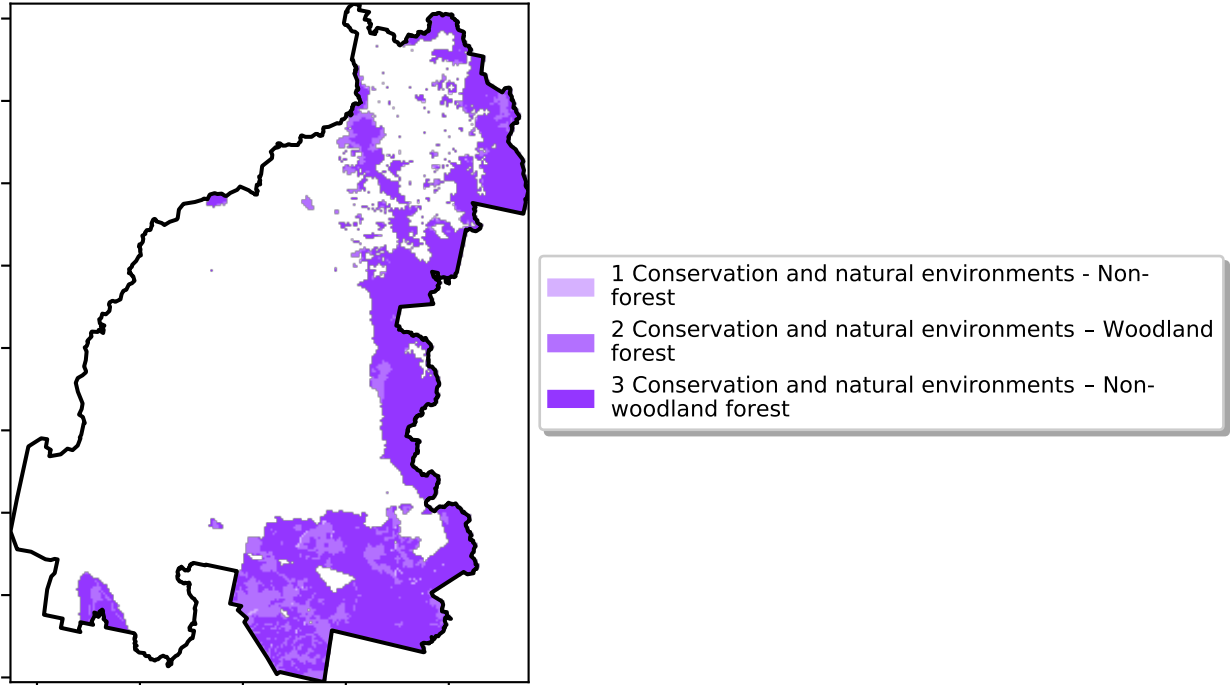 1 Conservation and natural environments - Non-
forest
2 Conservation and natural environments – Woodland
forest
3 Conservation and natural environments – Non-
woodland forest